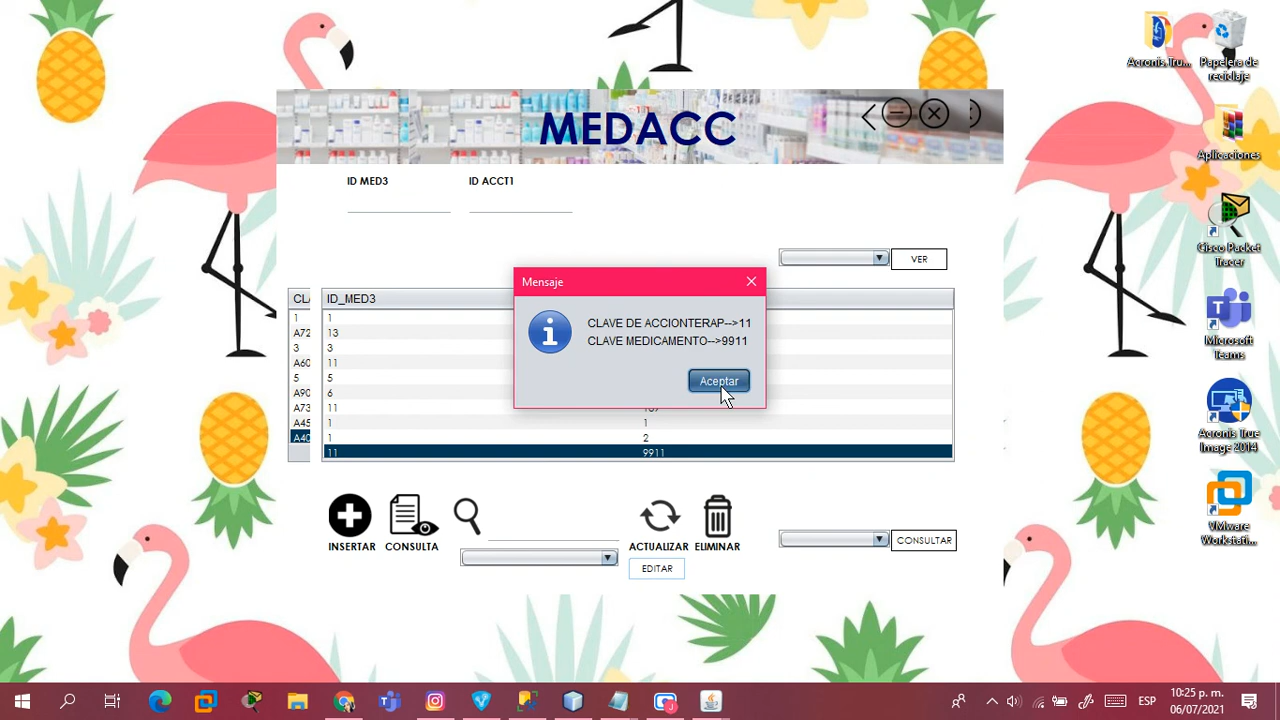 Acronis Tru...
Papelera de
reciclaje
MEDACC
ID MED3
ID ACCT1
Aplicaciones
Cisco Packet
Tracer
VER
Mensaje
CLAVE DE ACCIONTERAP-->11
CLAVE MEDICAMENTO-->9911
Aceptar
CLA
ID_MED3
1 1
A72 13
3 3
A60 11
5 5
A90 6
A73 11
A45 1 1
A40 1 2
11 9911
Microsoft
Teams
Acronis True
Image 2014
INSERTAR
CONSULTA
ACTUALIZAR
ELIMINAR
EDITAR
CONSULTAR
VMware
Workstati...
ESP
10:25 p. m.
06/07/2021